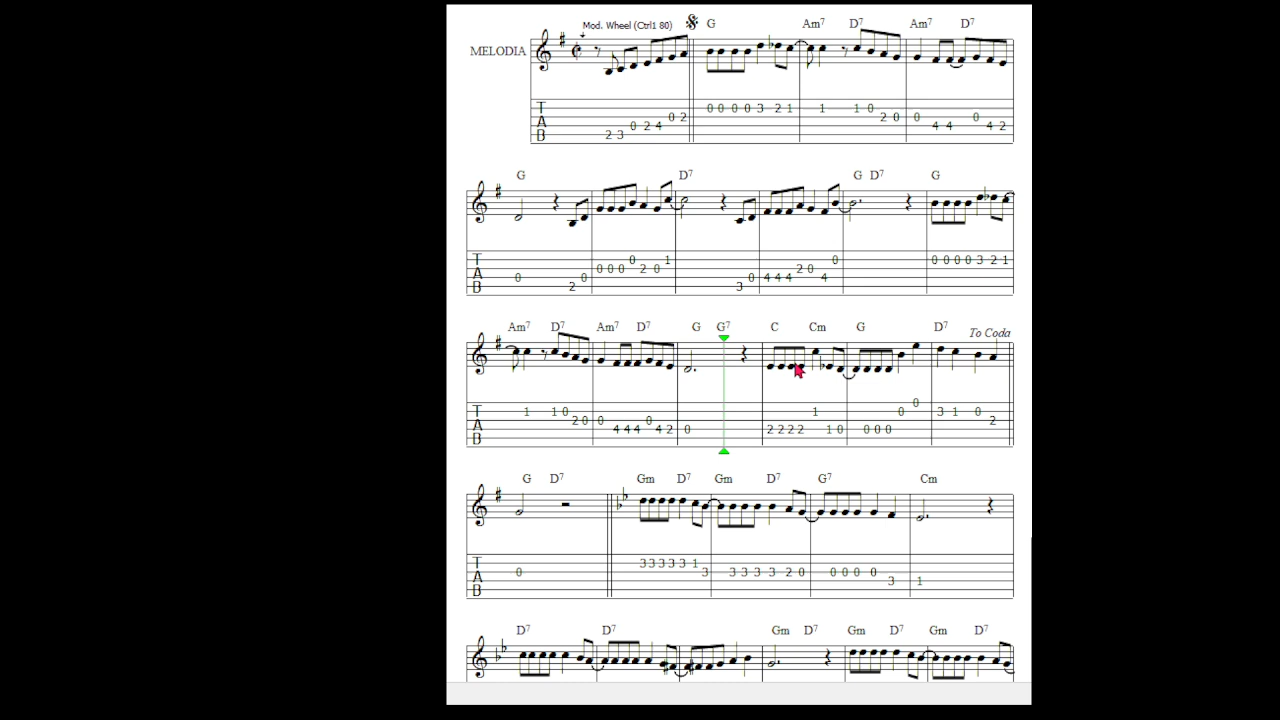 Mod. Wheel (Ctrl1 80)
G Am7 D7 Am7 D7
MELODIA
T A B
0 0 0 0 3 2 1 1 1 0 2 0 0 4 4 0 4 2
2 3 0 2 4 0 2
G D7 G D7 G
T A B
0 2 0 0 0 0 0 2 0 1 3 0 4 4 4 2 0 4 0 0 0 0 0 3 2 1
Am7 D7 Am7 D7 G G7 C Cm G D7 To Coda
T A B
1 1 0 2 0 0 4 4 4 0 4 2 0 2 2 2 2 1 1 0 0 0 0 0 0 3 1 0 2
G D7 Gm D7 Gm D7 G7 Cm
T A B
0 3 3 3 3 3 1 3 3 3 3 3 2 0 0 0 0 0 3 1
D7 D7 Gm D7 Gm D7 Gm D7